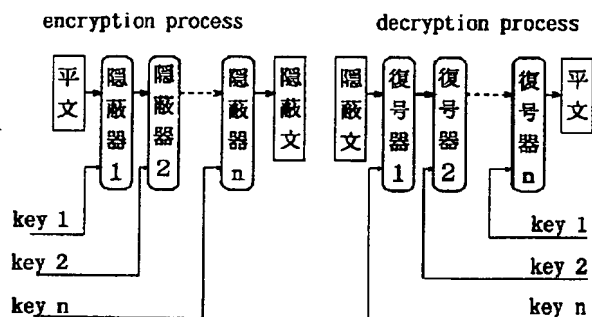 encryption process
decryption process
平文
隠蔽器1
隠蔽器2
隠蔽器n
隠蔽文
隠蔽文
復号器1
復号器2
復号器n
平文
key 1
key 2
key n
key 1
key 2
key n